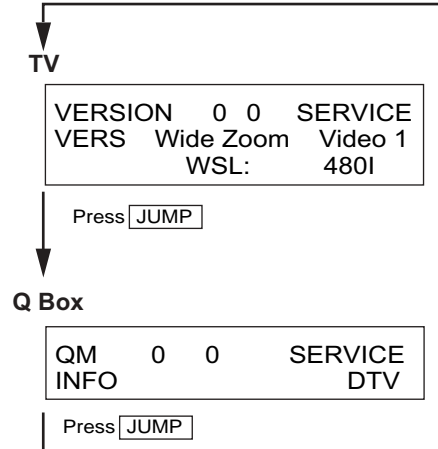 TV
VERSION 0 0 SERVICE
VERS Wide Zoom Video 1
WSL: 480I
Press JUMP
Q Box
QM 0 0 SERVICE
INFO DTV
Press JUMP